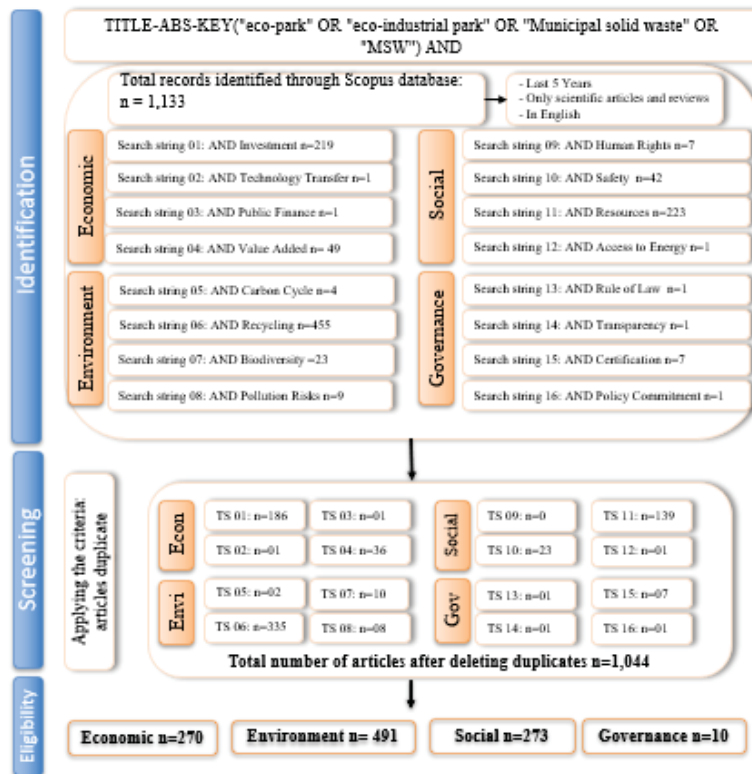 TITLE-ABS-KEY("eco-park" OR "eco-industrial park" OR "Municipal solid waste" OR
"MSW") AND
Identification
Total records identified through Scopus database:
n = 1,133
- Last 5 Years
- Only scientific articles and reviews
- In English
Economic
Search string 01: AND Investment n=219
Search string 02: AND Technology Transfer n=1
Search string 03: AND Public Finance n=1
Search string 04: AND Value Added n= 49
Social
Search string 09: AND Human Rights n=7
Search string 10: AND Safety n=42
Search string 11: AND Resources n=223
Search string 12: AND Access to Energy n=1
Environment
Search string 05: AND Carbon Cycle n=4
Search string 06: AND Recycling n=455
Search string 07: AND Biodiversity =23
Search string 08: AND Pollution Risks n=9
Governance
Search string 13: AND Rule of Law n=1
Search string 14: AND Transparency n=1
Search string 15: AND Certification n=7
Search string 16: AND Policy Commitment n=1
Screening
Applying the criteria:
articles duplicate
Econ
TS 01: n=186
TS 03: n=01
TS 02: n=01
TS 04: n=36
Social
TS 09: n=0
TS 11: n=139
TS 10: n=23
TS 12: n=01
Envi
TS 05: n=02
TS 07: n=10
TS 06: n=335
TS 08: n=08
Gov
TS 13: n=01
TS 15: n=07
TS 14: n=01
TS 16: n=01
Total number of articles after deleting duplicates n=1,044
Eligibility
Economic n=270
Environment n= 491
Social n=273
Governance n=10